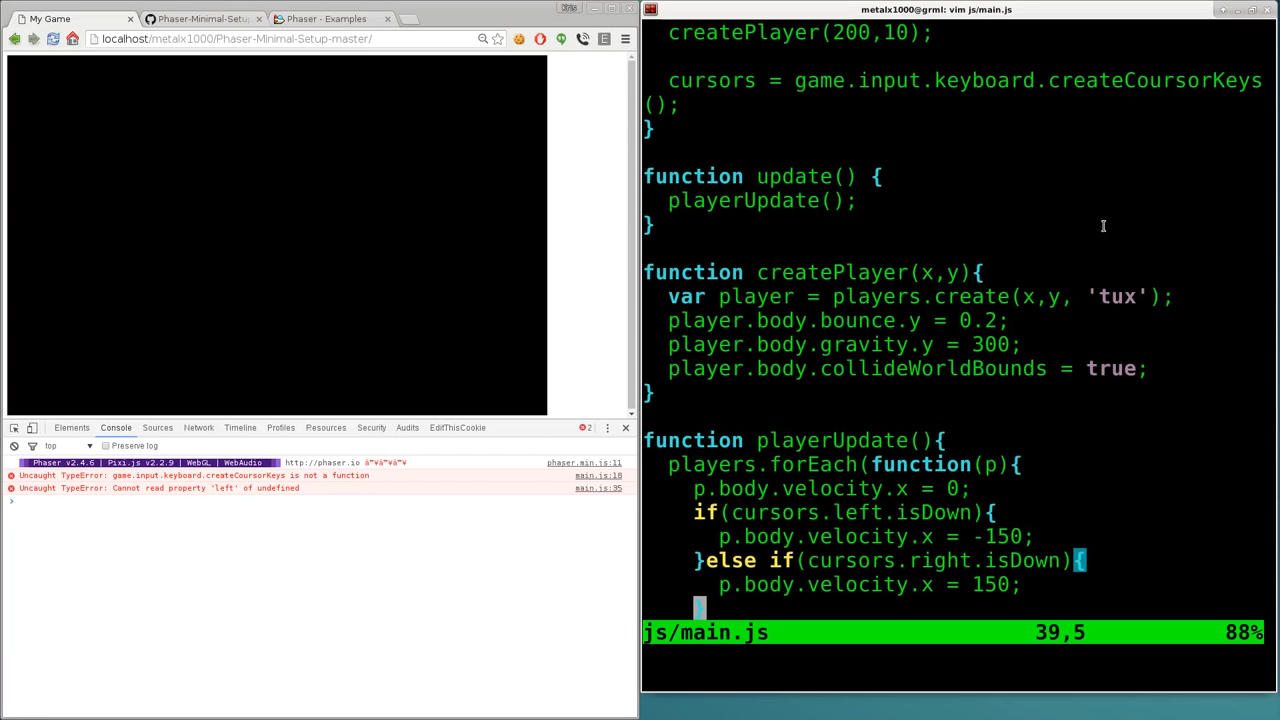 My Game
Phaser-Minimal-Setu
Phaser - Examples
Kris
localhost/metalx1000/Phaser-Minimal-Setup-master/
Elements Console Sources Network Timeline Profiles Resources Security Audits EditThisCookie 2
top Preserve log
Phaser v2.4.6 | Pixi.js v2.2.9 | WebGL | WebAudio http://phaser.io phaser.min.js:11
Uncaught TypeError: game.input.keyboard.createCoursorKeys is not a function main.js:18
Uncaught TypeError: Cannot read property 'left' of undefined main.js:35
>
metalx1000@grml: vim js/main.js
createPlayer(200,10);
cursors = game.input.keyboard.createCoursorKeys
();
}
function update() {
playerUpdate();
}
function createPlayer(x,y){
var player = players.create(x,y, 'tux');
player.body.bounce.y = 0.2;
player.body.gravity.y = 300;
player.body.collideWorldBounds = true;
}
function playerUpdate(){
players.forEach(function(p){
p.body.velocity.x = 0;
if(cursors.left.isDown){
p.body.velocity.x = -150;
}else if(cursors.right.isDown){
p.body.velocity.x = 150;
}
js/main.js 39,5 88%